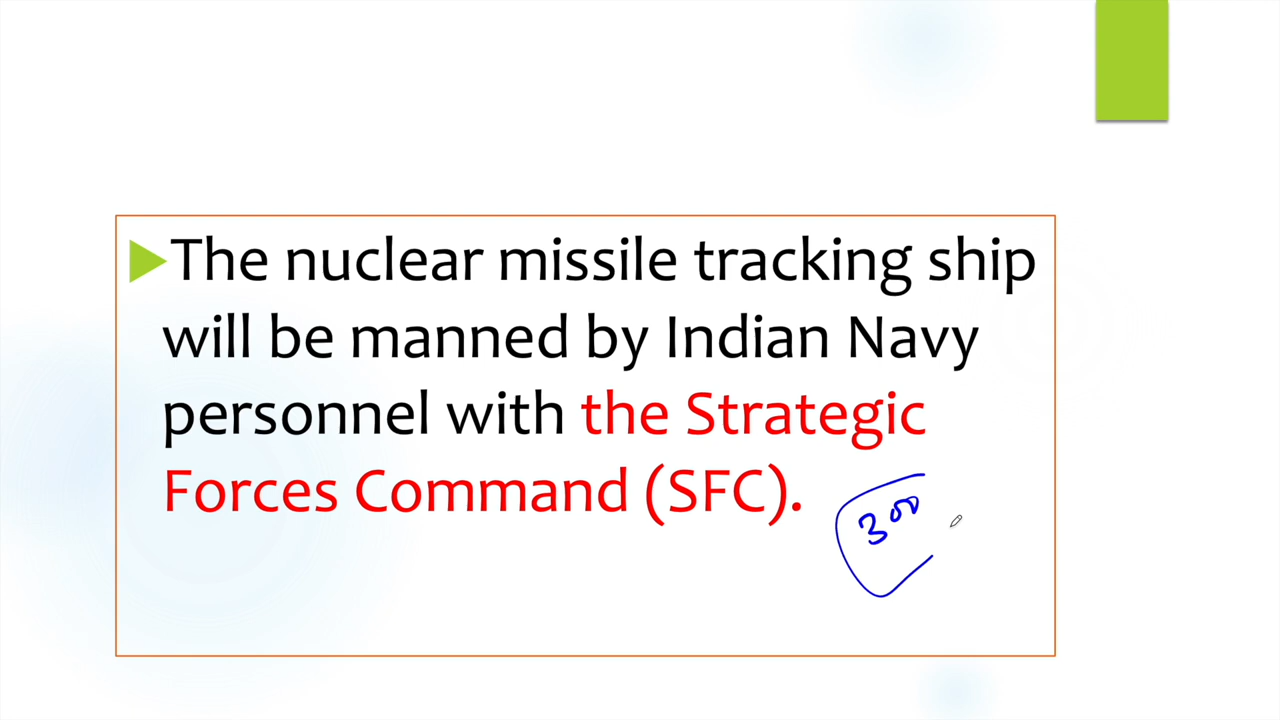 The nuclear missile tracking ship
will be manned by Indian Navy
personnel with the Strategic
Forces Command (SFC).
300